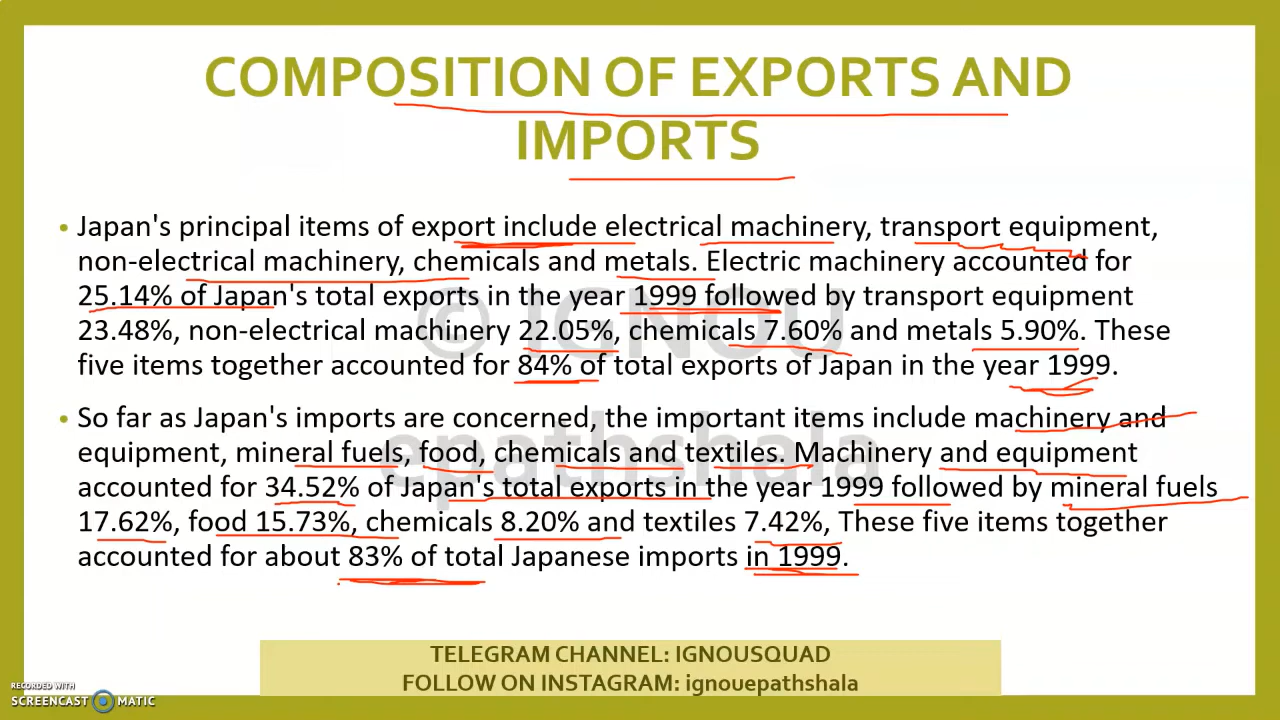 COMPOSITION OF EXPORTS AND
IMPORTS
• Japan's principal items of export include electrical machinery, transport equipment,
non-electrical machinery, chemicals and metals. Electric machinery accounted for
25.14% of Japan's total exports in the year 1999 followed by transport equipment
23.48%, non-electrical machinery 22.05%, chemicals 7.60% and metals 5.90%. These
five items together accounted for 84% of total exports of Japan in the year 1999.
• So far as Japan's imports are concerned, the important items include machinery and
equipment, mineral fuels, food, chemicals and textiles. Machinery and equipment
accounted for 34.52% of Japan's total exports in the year 1999 followed by mineral fuels
17.62%, food 15.73%, chemicals 8.20% and textiles 7.42%, These five items together
accounted for about 83% of total Japanese imports in 1999.
© IGNOU
epathshala
TELEGRAM CHANNEL: IGNOUSQUAD
FOLLOW ON INSTAGRAM: ignouepathshala
RECORDED WITH
SCREENCAST MATIC